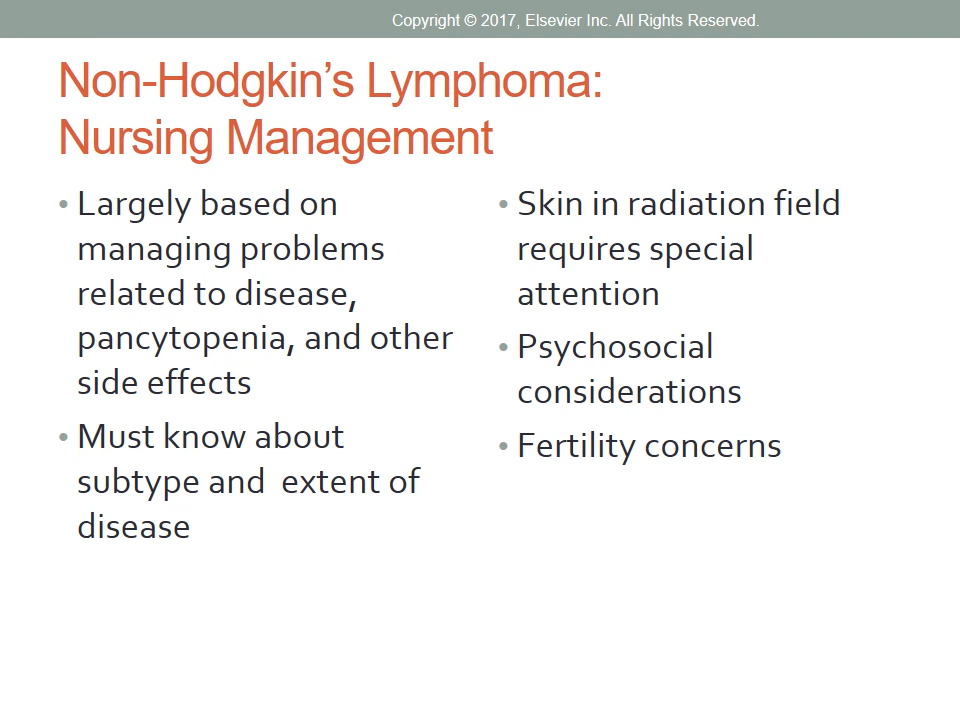 Copyright © 2017, Elsevier Inc. All Rights Reserved.
Non-Hodgkin’s Lymphoma:
Nursing Management
• Largely based on
managing problems
related to disease,
pancytopenia, and other
side effects
• Must know about
subtype and  extent of
disease
• Skin in radiation field
requires special
attention
• Psychosocial
considerations
• Fertility concerns